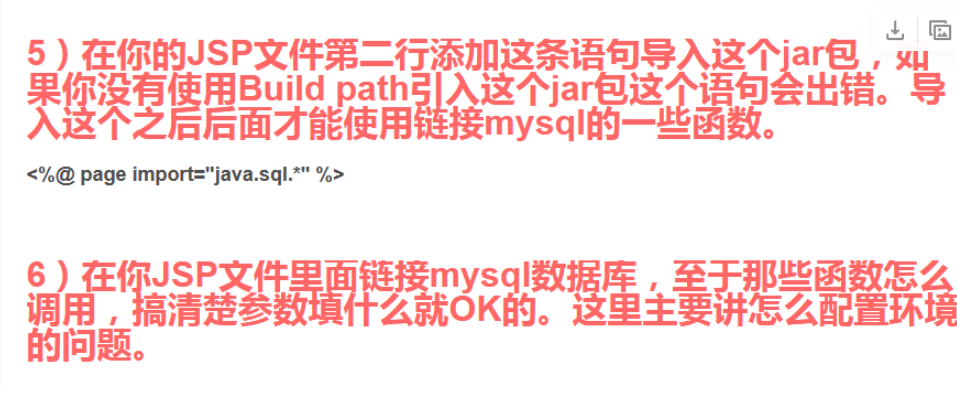 5）在你的JSP文件第二行添加这条语句导入这个jar包，如
果你没有使用Build path引入这个jar包这个语句会出错。导
入这个之后后面才能使用链接mysql的一些函数。
<%@ page import="java.sql.*" %>
6）在你JSP文件里面链接mysql数据库，至于那些函数怎么
调用，搞清楚参数填什么就OK的。这里主要讲怎么配置环境
的问题。